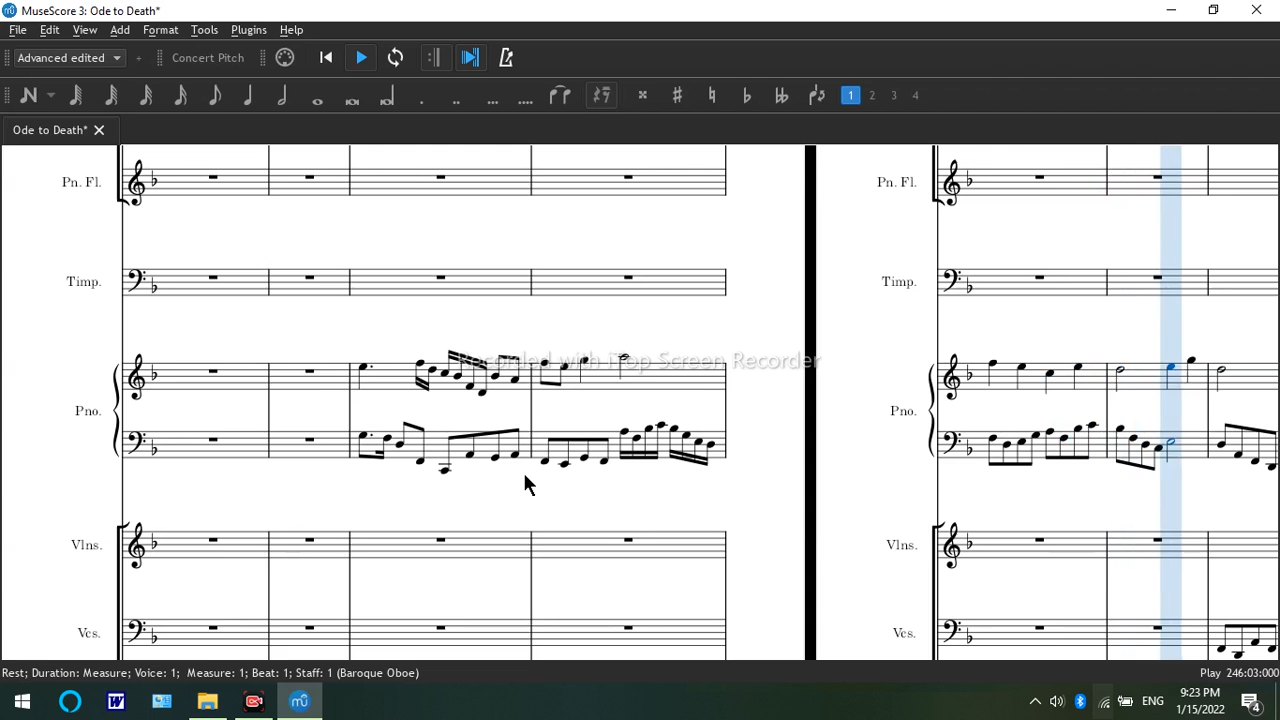 MuseScore 3: Ode to Death*
File Edit View Add Format Tools Plugins Help
Advanced edited + Concert Pitch
N 1 2 3 4
Ode to Death*
Pn. Fl. Pn. Fl.
Timp. Timp.
Recorded with iTop Screen Recorder
Pno. Pno.
Vlns. Vlns.
Vcs. Vcs.
Rest; Duration: Measure; Voice: 1; Measure: 1; Beat: 1; Staff: 1 (Baroque Oboe) Play 246:03:000
W mu ENG 9:23 PM
1/15/2022 4